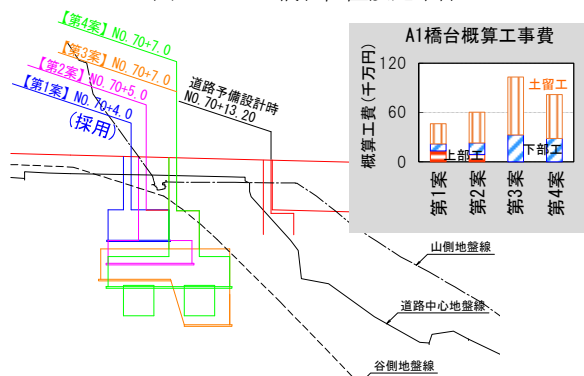 【第4案】NO.70+7.0
【第3案】NO.70+7.0
【第2案】NO.70+5.0
【第1案】NO.70+4.0
(採用)
道路予備設計時
NO.70+13.20
A1橋台概算工事費
概算工費(千万円)
120
60
0
土留工
上部工
下部工
第1案
第2案
第3案
第4案
山側地盤線
道路中心地盤線
谷側地盤線